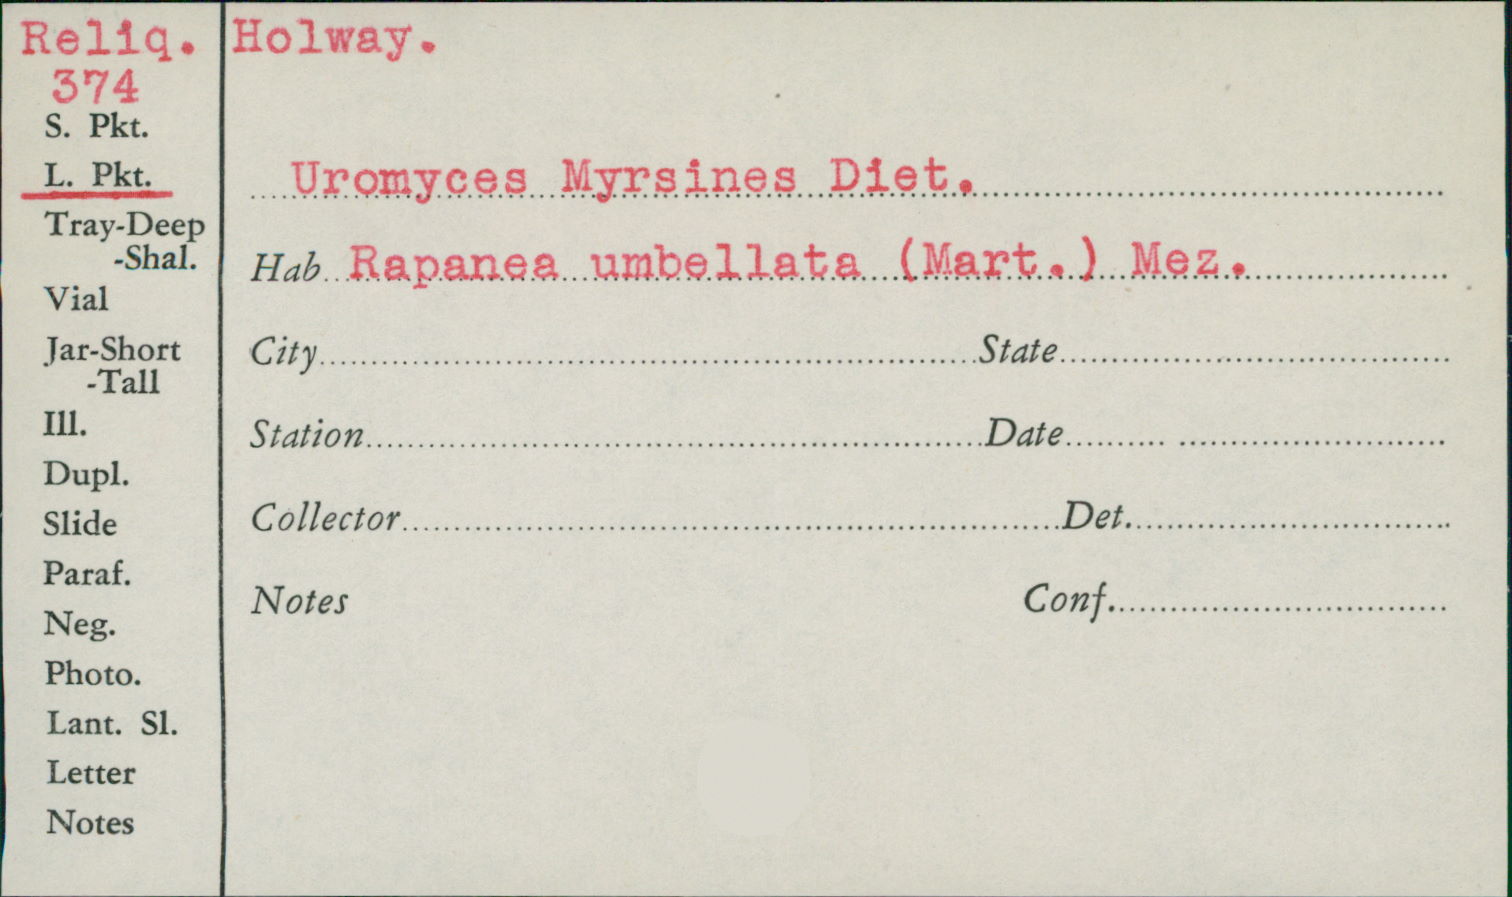 Reliq. Holway.
374
S. Pkt.
L. Pkt.
Tray-Deep
-Shal.
Vial
Jar-Short
-Tall
Ill.
Dupl.
Slide
Paraf.
Neg.
Photo.
Lant. Sl.
Letter
Notes
Uromyces Myrsines Diet.
Hab Rapanea umbellata (Mart.) Mez.
City State
Station Date
Collector Det.
Notes Conf.